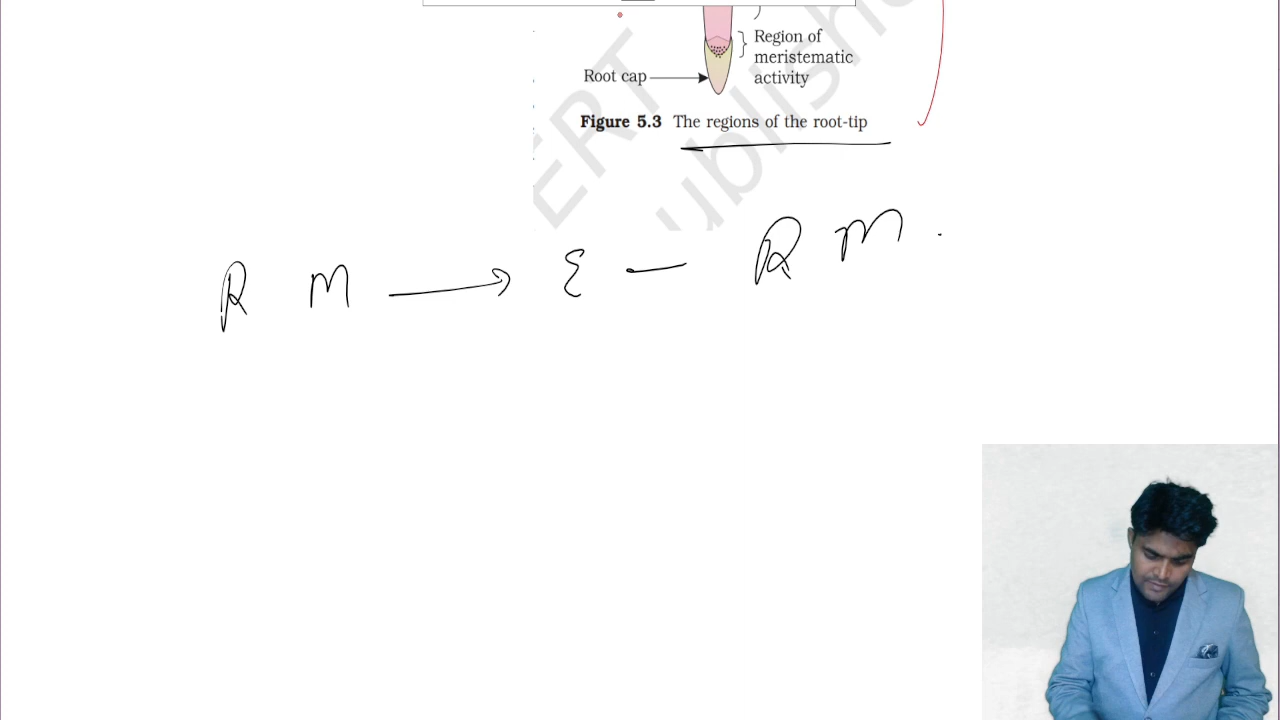 Region of
meristematic
activity
Root cap
Figure 5.3 The regions of the root-tip
R M → E — R M .